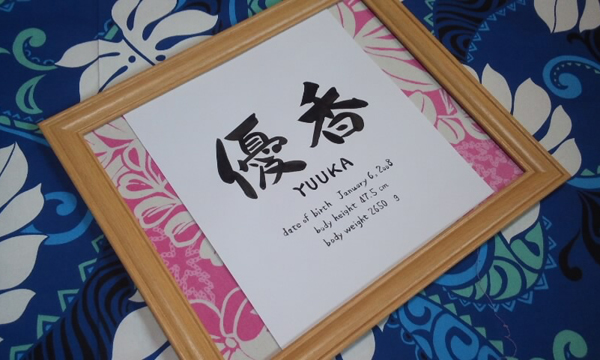 優香
YUUKA
date of birth January 6, 2008
body height 47.5 cm
body weight 2650 g